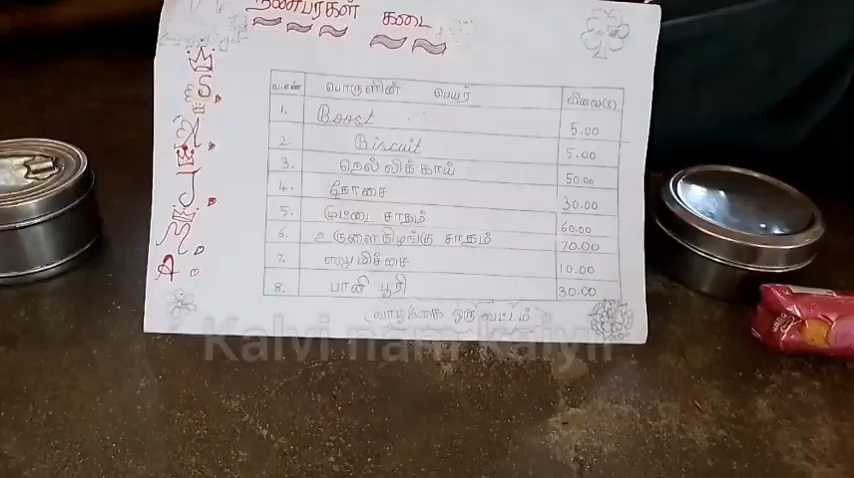 நண்பர்கள் கடை
வ.எண் பொருளின் பெயர் விலை(ரு)
1. Boost 5.00
2. Biscuit 5.00
3. நெல்லிக்காய் 50.00
4. தோசை 30.00
5. முட்டை சாதம் 60.00
6. உருளைகிழங்கு சாதம் 70.00
7. எலுமிச்சை 10.00
8. பானி பூரி 30.00
வாழ்க்கை ஒரு வட்டம்
Kalvi nam kaiyil